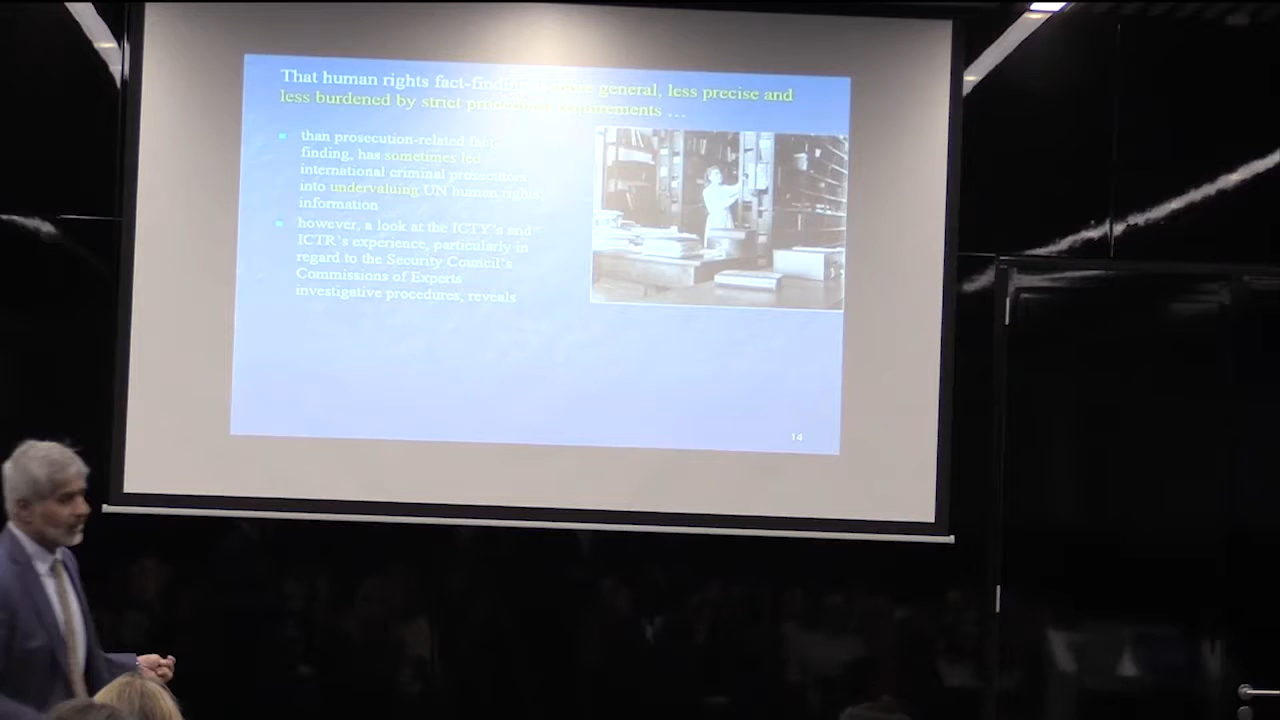 That human rights fact-finding is more general, less precise and
less burdened by strict procedural requirements ...
than prosecution-related fact-
finding, has sometimes led
international criminal prosecutors
into undervaluing UN human rights
information
however, a look at the ICTY's and
ICTR's experience, particularly in
regard to the Security Council's
Commissions of Experts
investigative procedures, reveals
14